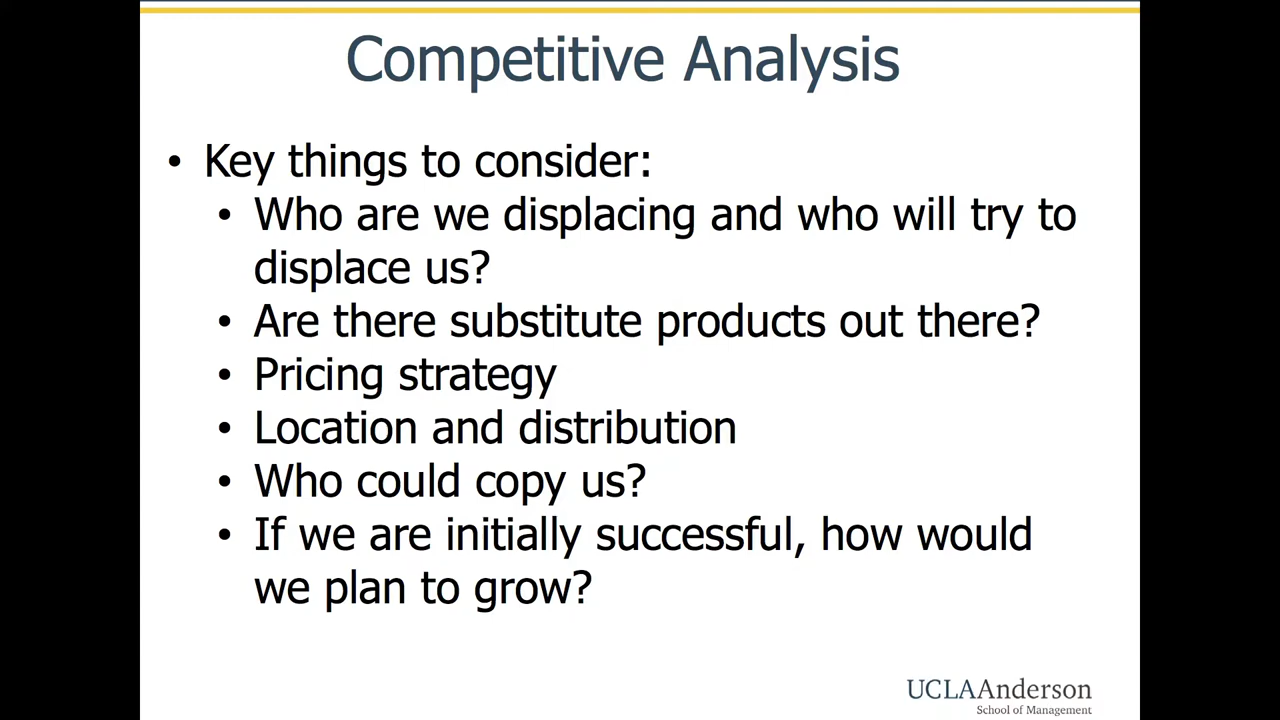 Competitive Analysis
• Key things to consider:
• Who are we displacing and who will try to
displace us?
• Are there substitute products out there?
• Pricing strategy
• Location and distribution
• Who could copy us?
• If we are initially successful, how would
we plan to grow?
UCLAAnderson
School of Management